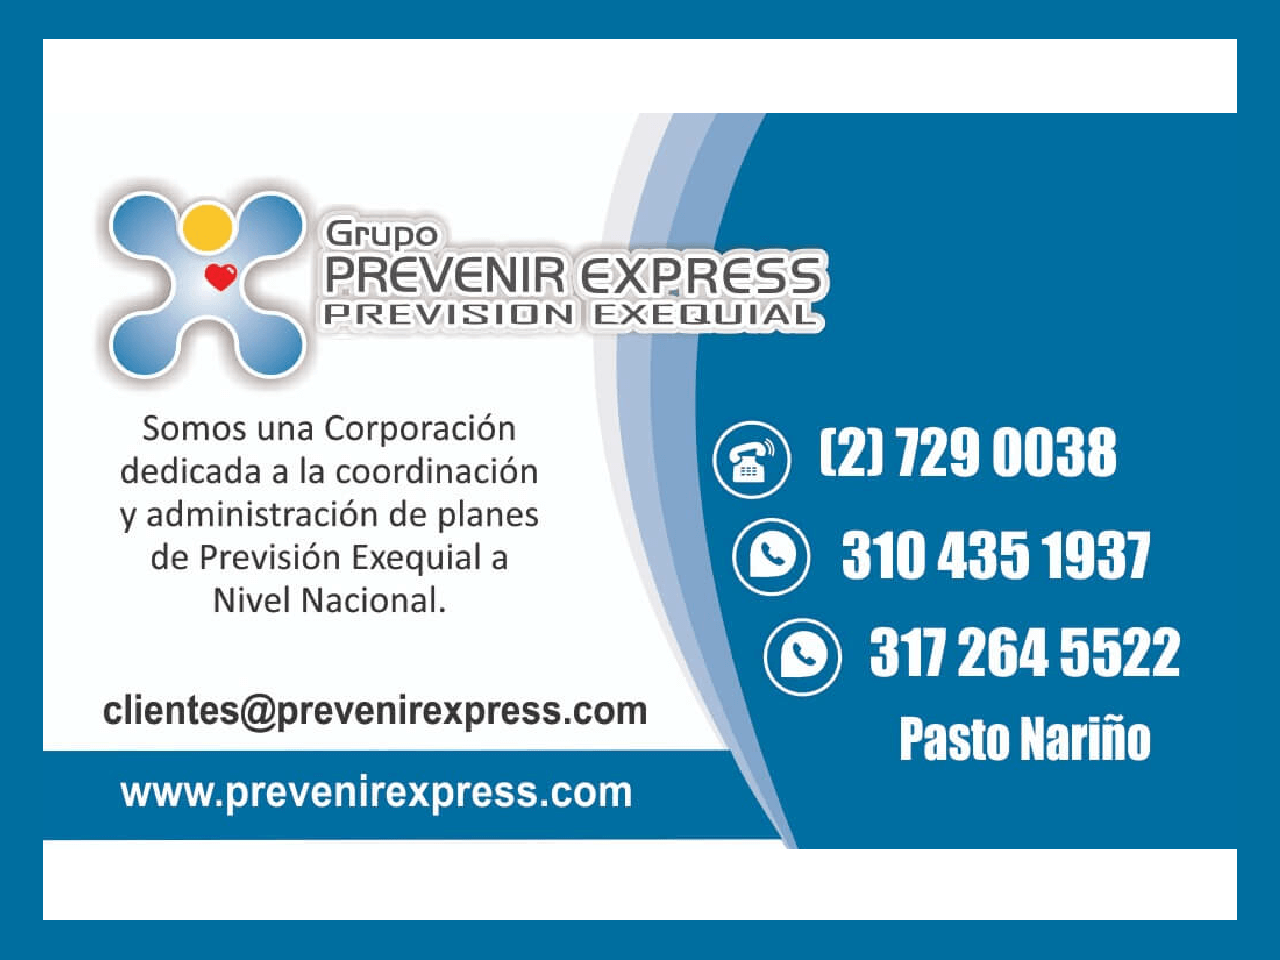 Grupo
PREVENIR EXPRESS
PREVISION EXEQUIAL
Somos una Corporación
dedicada a la coordinación
y administración de planes
de Previsión Exequial a
Nivel Nacional.
clientes@prevenirexpress.com
www.prevenirexpress.com
(2) 729 0038
310 435 1937
317 264 5522
Pasto Nariño